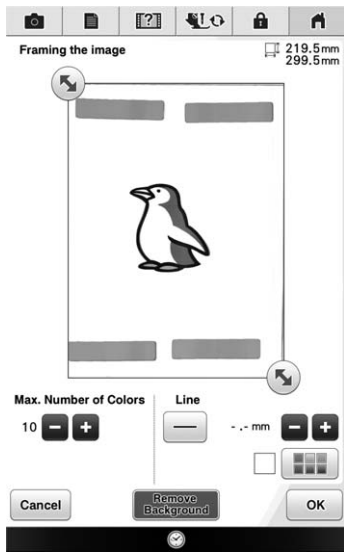 [?]
Framing the image
219.5mm
299.5mm
Max. Number of Colors
Line
10
-.- mm
Cancel
Remove
Background
OK